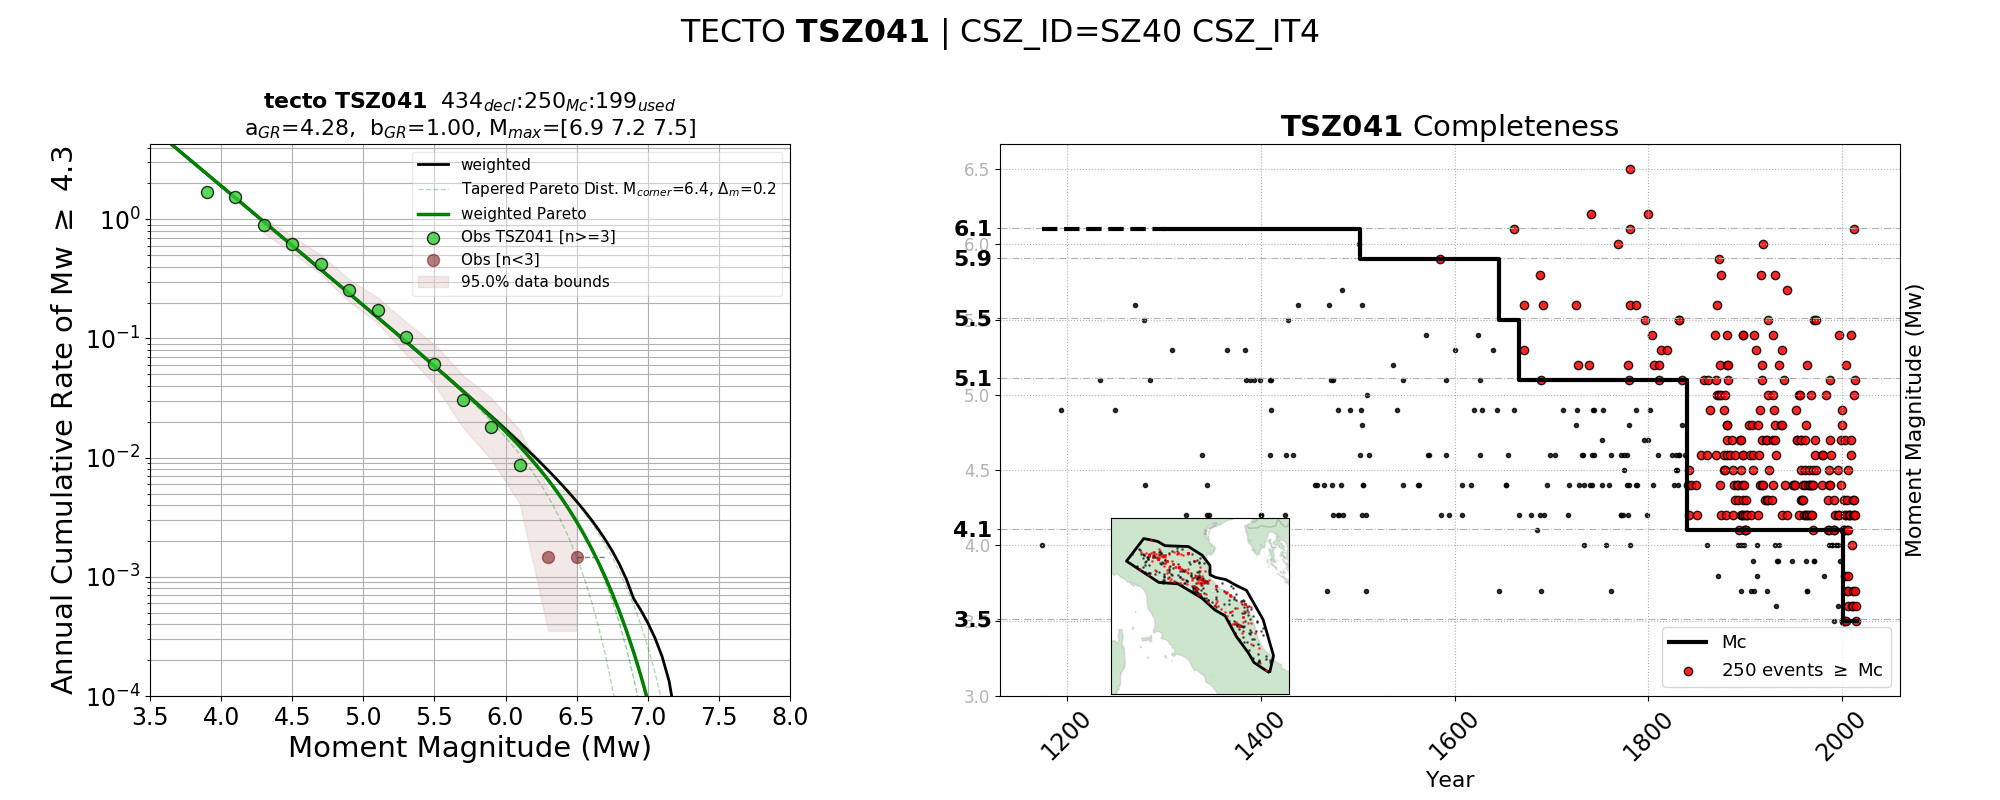 TECTO TSZ041 | CSZ_ID=SZ40 CSZ_IT4
tecto TSZ041 434decl:250Mc:199used
aGR=4.28, bGR=1.00, Mmax=[6.9 7.2 7.5]
Annual Cumulative Rate of Mw ≥ 4.3
10⁰
10⁻¹
10⁻²
10⁻³
10⁻⁴
weighted
Tapered Pareto Dist. Mcorner=6.4, Δm=0.2
weighted Pareto
Obs TSZ041 [n>=3]
Obs [n<3]
95.0% data bounds
3.5 4.0 4.5 5.0 5.5 6.0 6.5 7.0 7.5 8.0
Moment Magnitude (Mw)
TSZ041 Completeness
6.5
6.1
6.0
5.9
5.5
5.1
5.0
4.5
4.1
4.0
3.5
3.0
Moment Magnitude (Mw)
Mc
250 events ≥ Mc
1200 1400 1600 1800 2000
Year